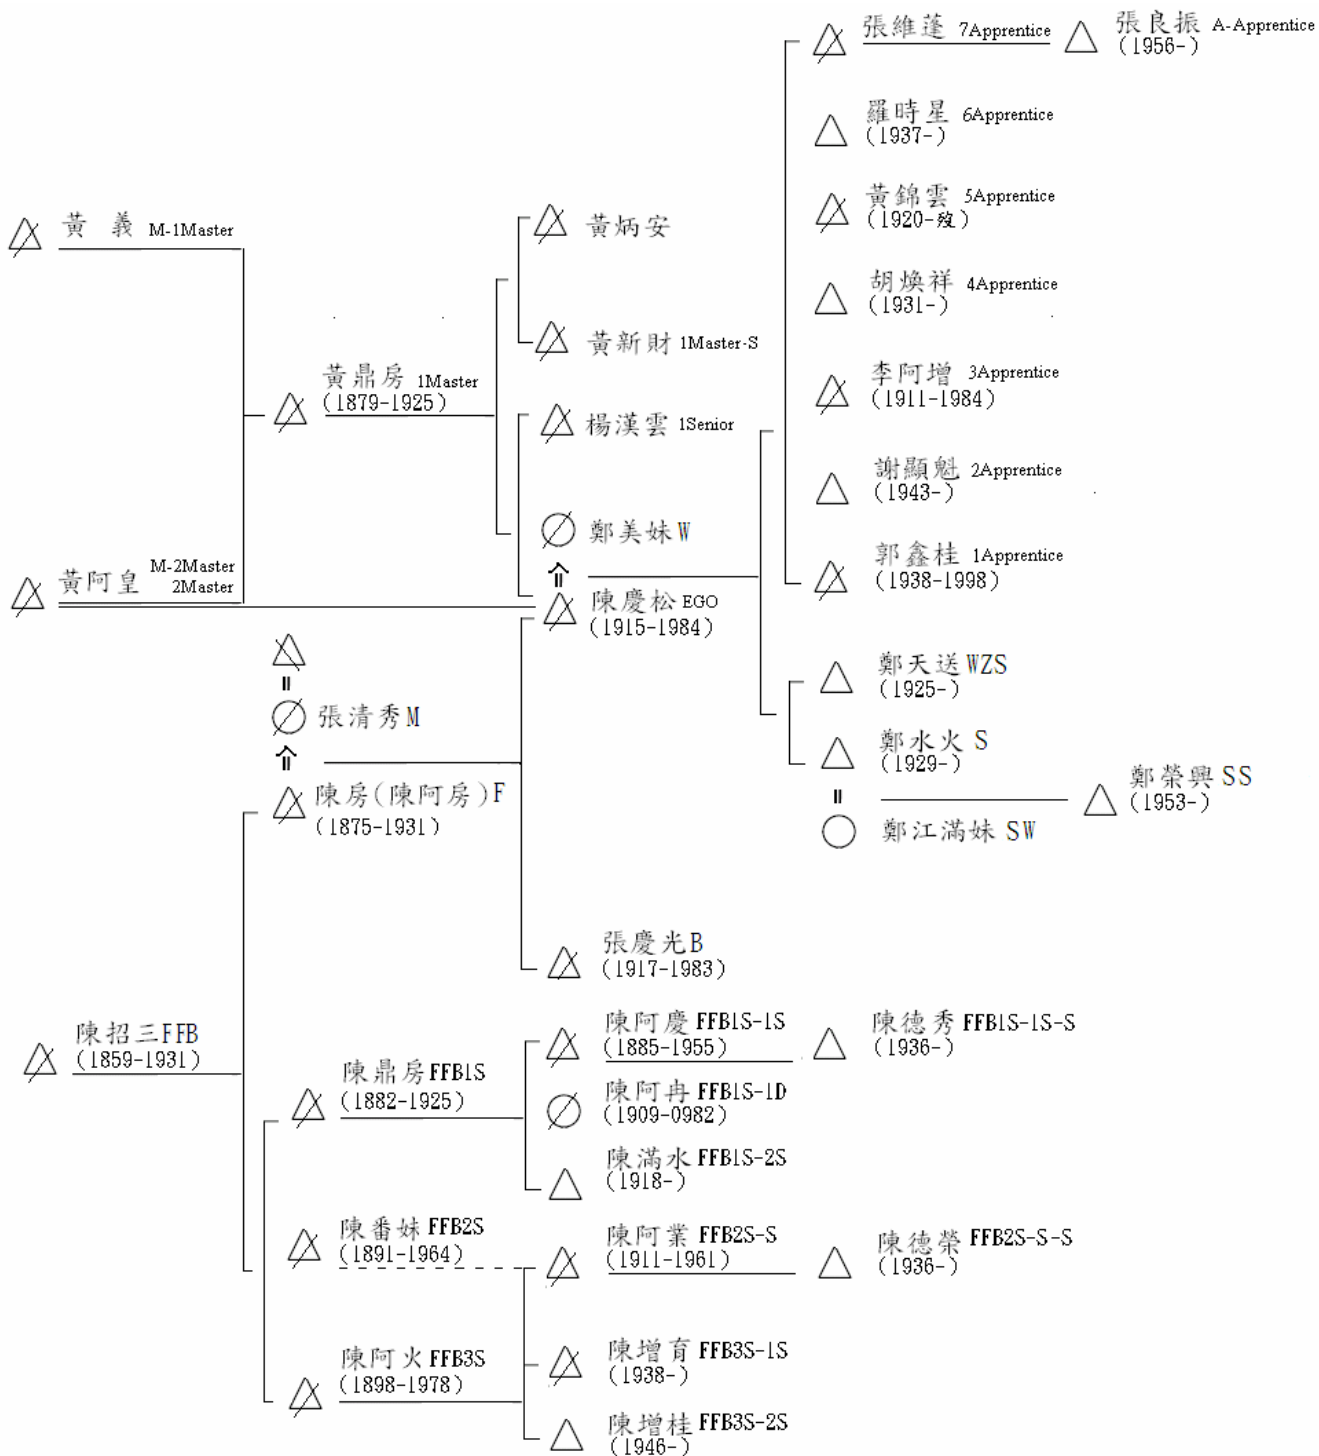 張維蓬 7Apprentice
張良振 A-Apprentice
(1956-)
羅時星 6Apprentice
(1937-)
黃錦雲 5Apprentice
(1920-歿)
黃義 M-1Master
黃炳安
胡煥祥 4Apprentice
(1931-)
黃新財 1Master-S
黃鼎房 1Master
(1879-1925)
李阿增 3Apprentice
(1911-1984)
楊漢雲 1Senior
謝顯魁 2Apprentice
(1943-)
鄭美妹 W
黃阿皇 M-2Master
2Master
郭鑫桂 1Apprentice
(1938-1998)
陳慶松 EGO
(1915-1984)
鄭天送 WZS
(1925-)
張清秀 M
鄭水火 S
(1929-)
陳房(陳阿房)F
(1875-1931)
鄭榮興 SS
(1953-)
鄭江滿妹 SW
張慶光 B
(1917-1983)
陳招三 FFB
(1859-1931)
陳阿慶 FFB1S-1S
(1885-1955)
陳德秀 FFB1S-1S-S
(1936-)
陳鼎房 FFB1S
(1882-1925)
陳阿冉 FFB1S-1D
(1909-0982)
陳滿水 FFB1S-2S
(1918-)
陳番妹 FFB2S
(1891-1964)
陳阿業 FFB2S-S
(1911-1961)
陳德榮 FFB2S-S-S
(1936-)
陳阿火 FFB3S
(1898-1978)
陳增育 FFB3S-1S
(1938-)
陳增桂 FFB3S-2S
(1946-)